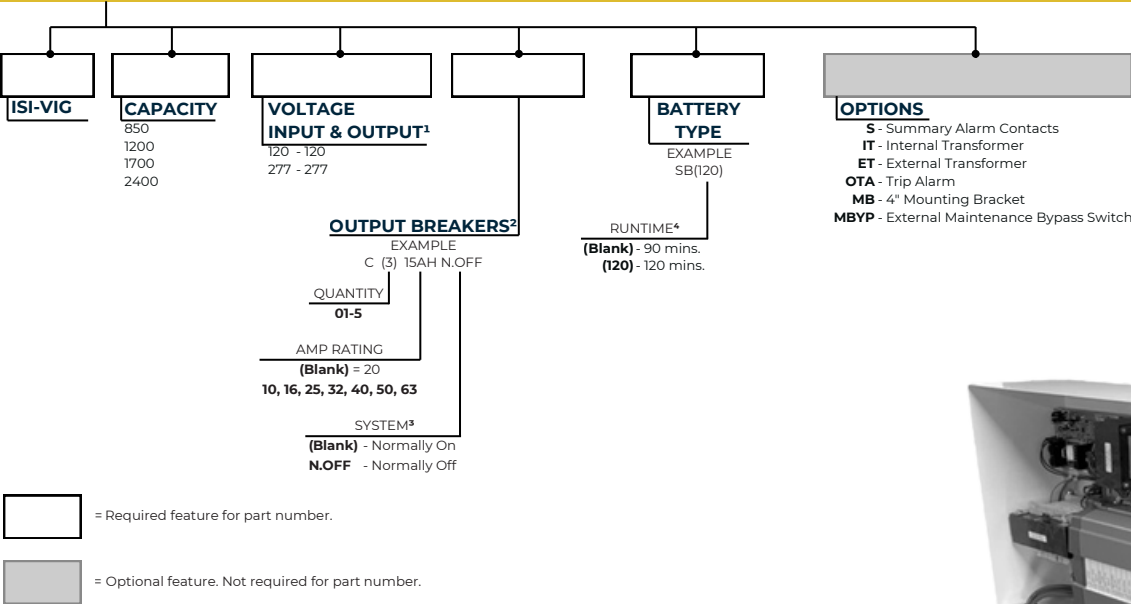 ISI-VIG
CAPACITY
850
1200
1700
2400
VOLTAGE
INPUT & OUTPUT¹
120 - 120
277 - 277
OUTPUT BREAKERS²
EXAMPLE
C (3) 15AH N.OFF
QUANTITY
01-5
AMP RATING
(Blank) = 20
10, 16, 25, 32, 40, 50, 63
SYSTEM³
(Blank) - Normally On
N.OFF - Normally Off
BATTERY
TYPE
EXAMPLE
SB(120)
RUNTIME⁴
(Blank) - 90 mins.
(120) - 120 mins.
OPTIONS
S - Summary Alarm Contacts
IT - Internal Transformer
ET - External Transformer
OTA - Trip Alarm
MB - 4" Mounting Bracket
MBYP - External Maintenance Bypass Switch
= Required feature for part number.
= Optional feature. Not required for part number.